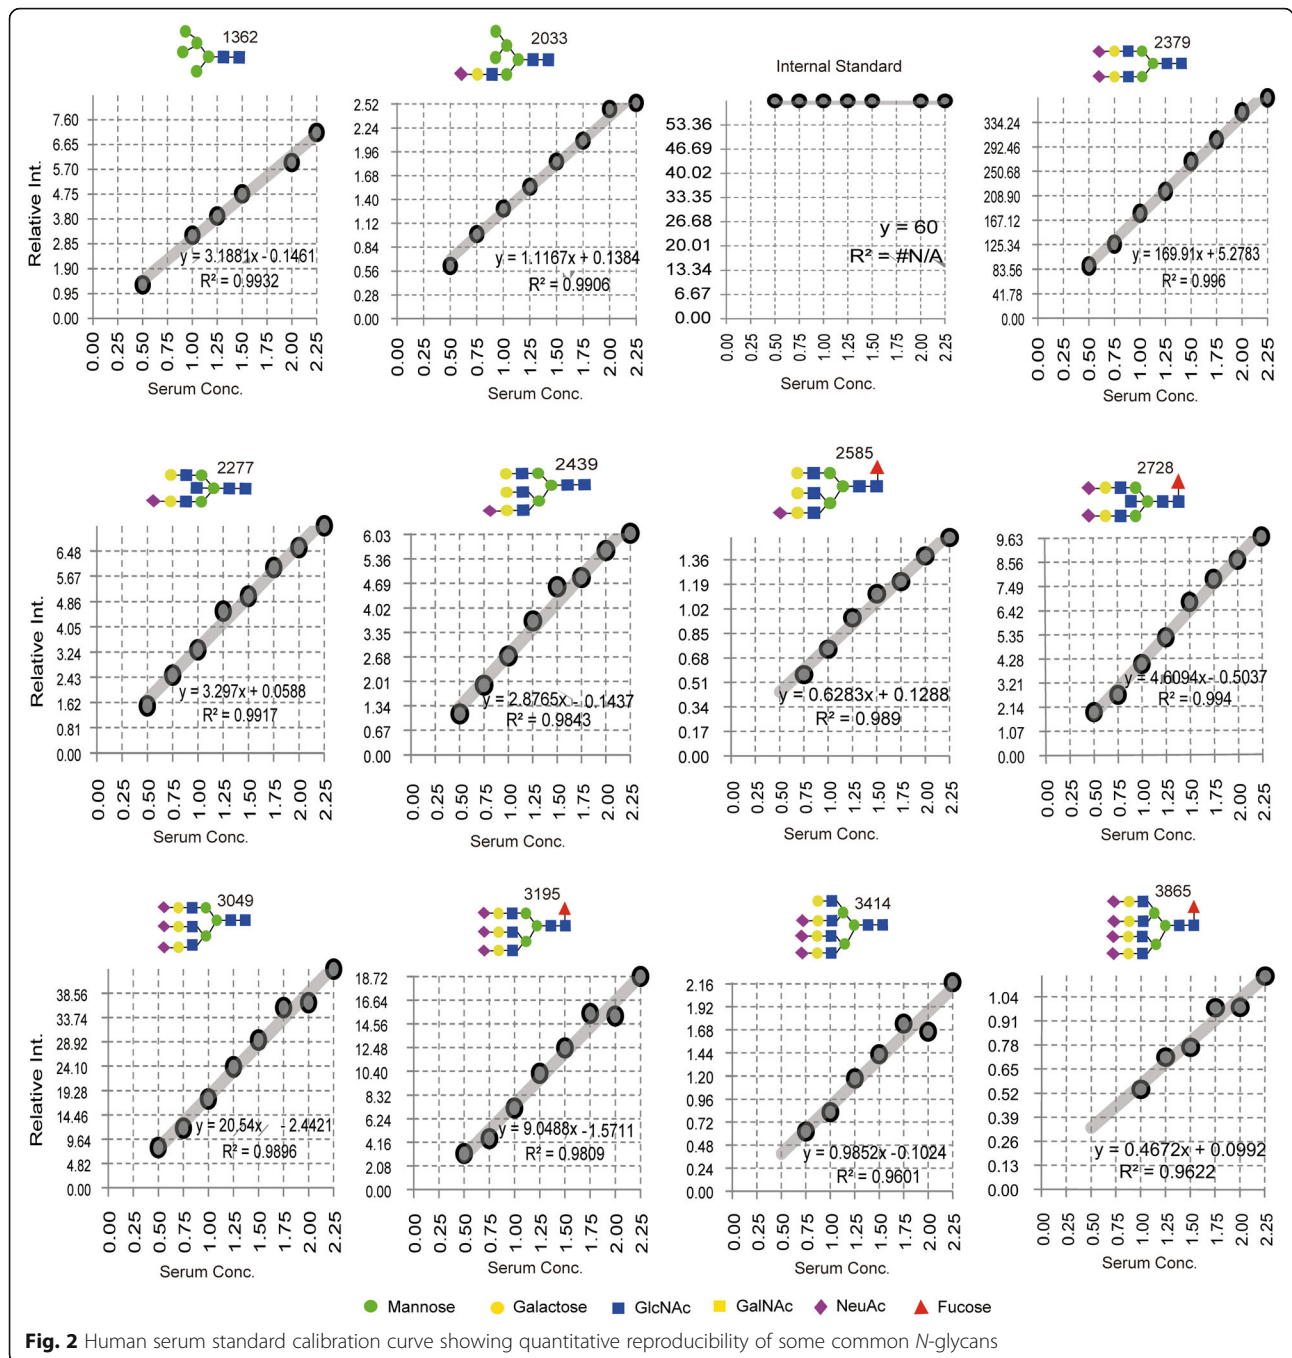 1362
Relative Int.
7.60
6.65
5.70
4.75
3.80
2.85
1.90
0.95
0.00
y = 3.1881x - 0.1461
R² = 0.9932
0.00 0.25 0.50 0.75 1.00 1.25 1.50 1.75 2.00 2.25
Serum Conc.
2033
2.52
2.24
1.96
1.68
1.40
1.12
0.84
0.56
0.28
0.00
y = 1.1167x + 0.1384
R² = 0.9906
0.00 0.25 0.50 0.75 1.00 1.25 1.50 1.75 2.00 2.25
Serum Conc.
Internal Standard
53.36
46.69
40.02
33.35
26.68
20.01
13.34
6.67
0.00
y = 60
R² = #N/A
0.00 0.25 0.50 0.75 1.00 1.25 1.50 1.75 2.00 2.25
Serum Conc.
2379
334.24
292.46
250.68
208.90
167.12
125.34
83.56
41.78
0.00
y = 169.91x + 5.2783
R² = 0.996
0.00 0.25 0.50 0.75 1.00 1.25 1.50 1.75 2.00 2.25
Serum Conc.
2277
Relative Int.
6.48
5.67
4.86
4.05
3.24
2.43
1.62
0.81
0.00
y = 3.297x + 0.0588
R² = 0.9917
0.00 0.25 0.50 0.75 1.00 1.25 1.50 1.75 2.00 2.25
Serum Conc.
2439
6.03
5.36
4.69
4.02
3.35
2.68
2.01
1.34
0.67
0.00
y = 2.8765x - 0.1437
R² = 0.9843
0.00 0.25 0.50 0.75 1.00 1.25 1.50 1.75 2.00 2.25
Serum Conc.
2585
1.36
1.19
1.02
0.85
0.68
0.51
0.34
0.17
0.00
y = 0.6283x + 0.1288
R² = 0.989
0.00 0.25 0.50 0.75 1.00 1.25 1.50 1.75 2.00 2.25
Serum Conc.
2728
9.63
8.56
7.49
6.42
5.35
4.28
3.21
2.14
1.07
0.00
y = 4.6094x - 0.5037
R² = 0.994
0.00 0.25 0.50 0.75 1.00 1.25 1.50 1.75 2.00 2.25
Serum Conc.
3049
Relative Int.
38.56
33.74
28.92
24.10
19.28
14.46
9.64
4.82
0.00
y = 20.54x - 2.4421
R² = 0.9896
0.00 0.25 0.50 0.75 1.00 1.25 1.50 1.75 2.00 2.25
Serum Conc.
3195
18.72
16.64
14.56
12.48
10.40
8.32
6.24
4.16
2.08
0.00
y = 9.0488x - 1.5711
R² = 0.9809
0.00 0.25 0.50 0.75 1.00 1.25 1.50 1.75 2.00 2.25
Serum Conc.
3414
2.16
1.92
1.68
1.44
1.20
0.96
0.72
0.48
0.24
0.00
y = 0.9852x - 0.1024
R² = 0.9601
0.00 0.25 0.50 0.75 1.00 1.25 1.50 1.75 2.00 2.25
Serum Conc.
3865
1.04
0.91
0.78
0.65
0.52
0.39
0.26
0.13
0.00
y = 0.4672x + 0.0992
R² = 0.9622
0.00 0.25 0.50 0.75 1.00 1.25 1.50 1.75 2.00 2.25
Serum Conc.
Mannose Galactose GlcNAc GalNAc NeuAc Fucose
Fig. 2 Human serum standard calibration curve showing quantitative reproducibility of some common N-glycans